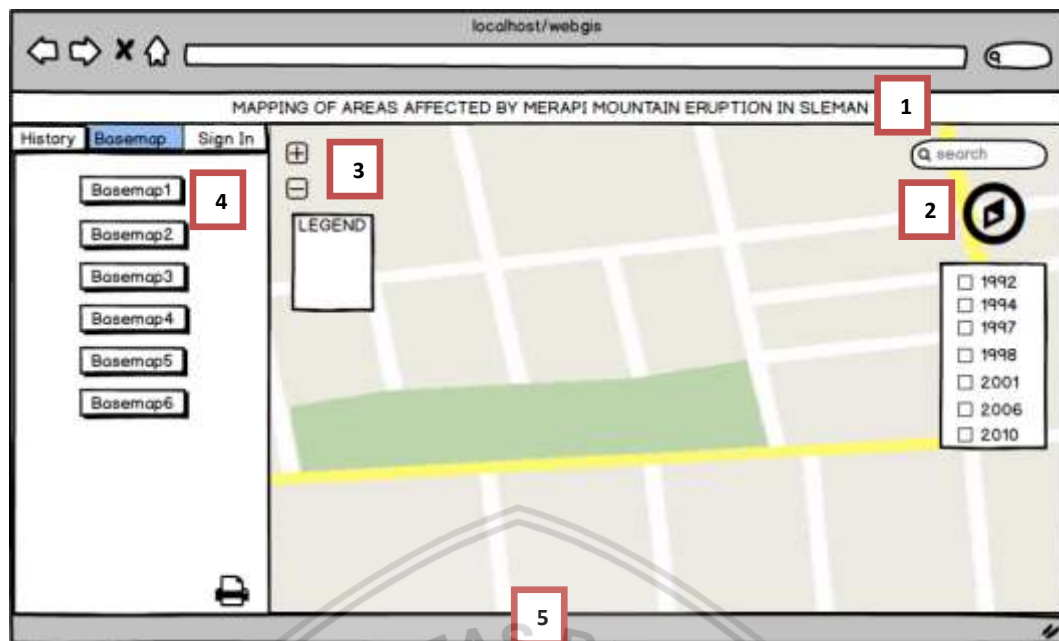 localhost/webgis
MAPPING OF AREAS AFFECTED BY MERAPI MOUNTAIN ERUPTION IN SLEMAN
1
History Basemap Sign In
search
3
4
Basemap1
2
LEGEND
Basemap2
Basemap3
Basemap4
Basemap5
Basemap6
1992
1994
1997
1998
2001
2006
2010
5